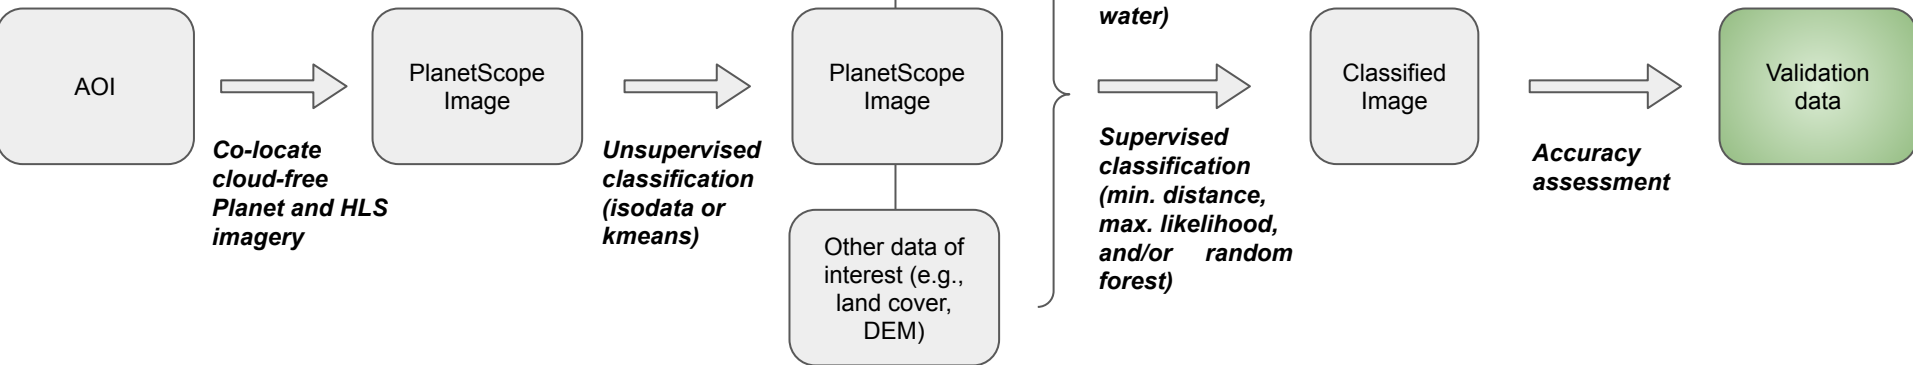 water)
AOI
PlanetScope
Image
PlanetScope
Image
Classified
Image
Validation
data
Co-locate
cloud-free
Planet and HLS
imagery
Unsupervised
classification
(isodata or
kmeans)
Supervised
classification
(min. distance,
max. likelihood,
and/or random
forest)
Accuracy
assessment
Other data of
interest (e.g.,
land cover,
DEM)